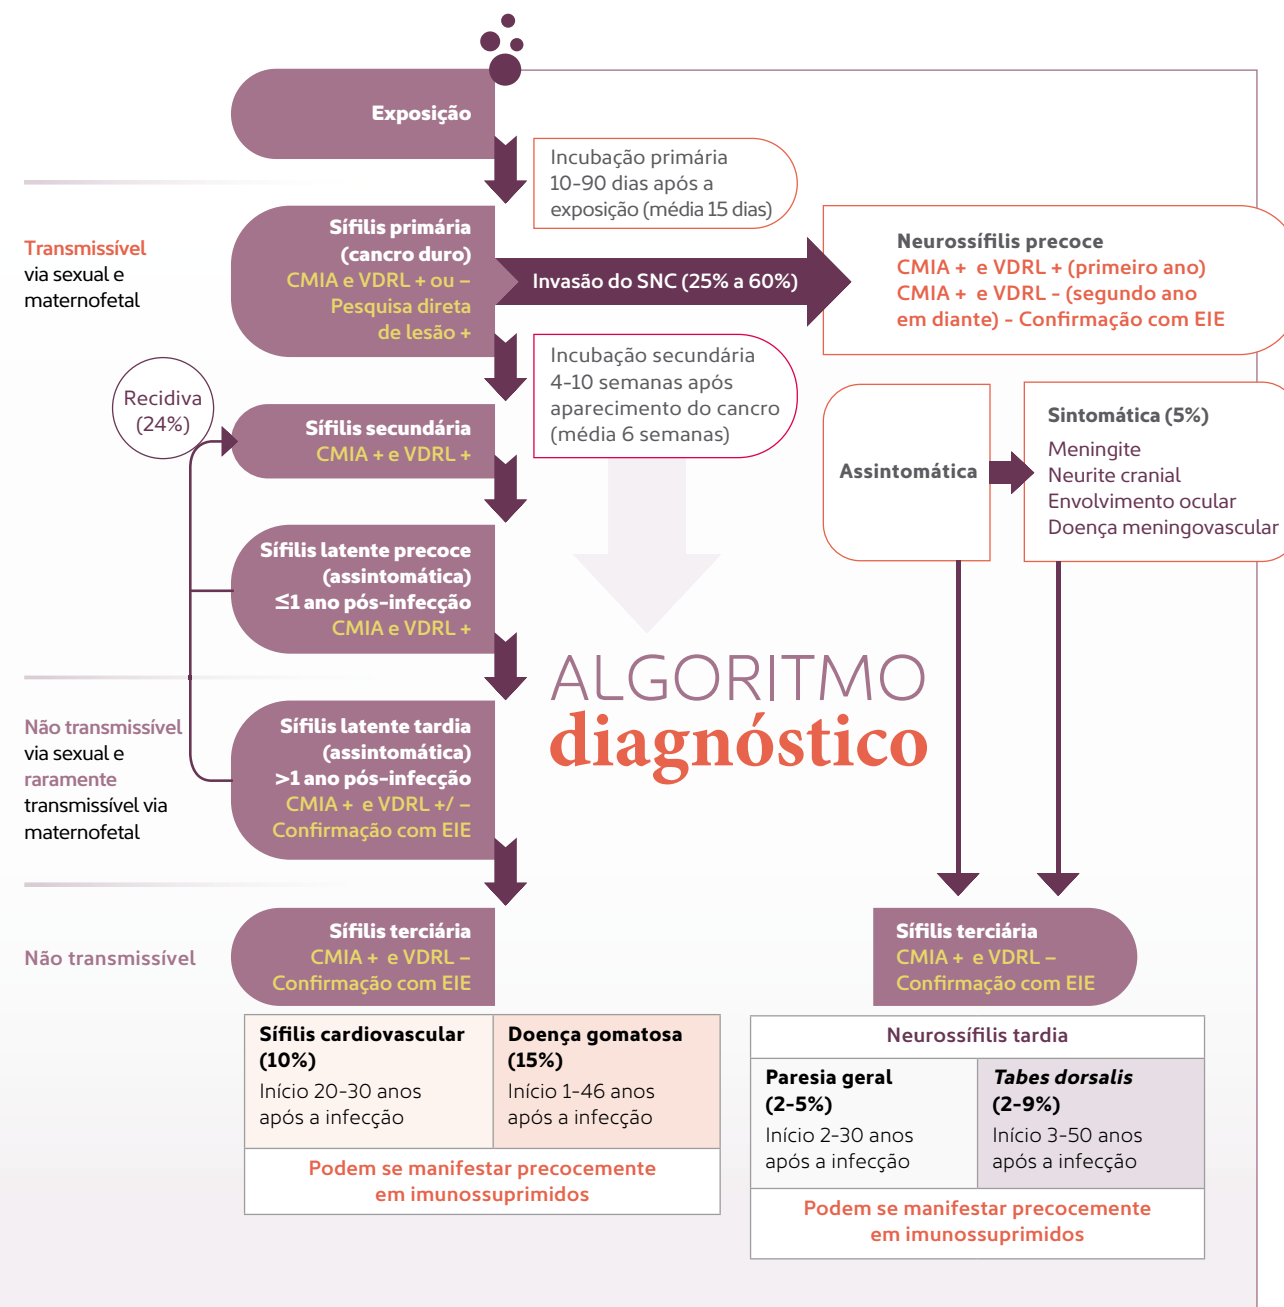 Exposição
Incubação primária
10-90 dias após a
exposição (média 15 dias)
Transmissível
via sexual e
maternofetal
Sífilis primária
(cancro duro)
CMIA e VDRL + ou –
Pesquisa direta
de lesão +
Invasão do SNC (25% a 60%)
Neurossífilis precoce
CMIA + e VDRL + (primeiro ano)
CMIA + e VDRL - (segundo ano
em diante) - Confirmação com EIE
Incubação secundária
4-10 semanas após
aparecimento do cancro
(média 6 semanas)
Recidiva
(24%)
Sífilis secundária
CMIA + e VDRL +
Assintomática
Sintomática (5%)
Meningite
Neurite cranial
Envolvimento ocular
Doença meningovascular
Sífilis latente precoce
(assintomática)
≤1 ano pós-infecção
CMIA e VDRL +
ALGORITMO
diagnóstico
Não transmissível
via sexual e
raramente
transmissível via
maternofetal
Sífilis latente tardia
(assintomática)
>1 ano pós-infecção
CMIA + e VDRL +/ –
Confirmação com EIE
Não transmissível
Sífilis terciária
CMIA + e VDRL –
Confirmação com EIE
Sífilis cardiovascular
(10%)
Início 20-30 anos
após a infecção
Doença gomatosa
(15%)
Início 1-46 anos
após a infecção
Podem se manifestar precocemente
em imunossuprimidos
Sífilis terciária
CMIA + e VDRL –
Confirmação com EIE
Neurossífilis tardia
Paresia geral
(2-5%)
Início 2-30 anos
após a infecção
Tabes dorsalis
(2-9%)
Início 3-50 anos
após a infecção
Podem se manifestar precocemente
em imunossuprimidos